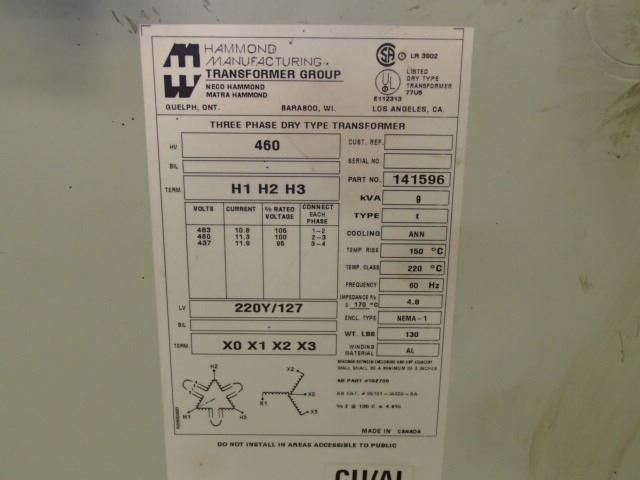 HAMMOND
MANUFACTURING
TRANSFORMER GROUP
NECO HAMMOND
MATRA HAMMOND
GUELPH, ONT. BARABOO, WI. LOS ANGELES, CA.
LR 3902
LISTED
DRY TYPE
TRANSFORMER
77U5
E112313
THREE PHASE DRY TYPE TRANSFORMER
HV 460
BIL -
TERM. H1 H2 H3
VOLTS CURRENT % RATED VOLTAGE CONNECT EACH PHASE
483 10.8 105 1-2
460 11.3 100 2-3
437 11.9 95 3-4
LV 220Y/127
BIL -
TERM. X0 X1 X2 X3
CUST. REF.
SERIAL NO.
PART NO. 141596
kVA 9
TYPE
COOLING ANN
TEMP. RISE 150 °C
TEMP. CLASS 220 °C
FREQUENCY 60 Hz
IMPEDANCE %
170 °C 4.8
ENCL. TYPE NEMA-1
WT. LBS 130
WINDING
MATERIAL AL
H2
H1 H3
X2
X1 X0
X3
MADE IN CANADA
DO NOT INSTALL IN AREAS ACCESSIBLE TO PUBLIC
CU/AL